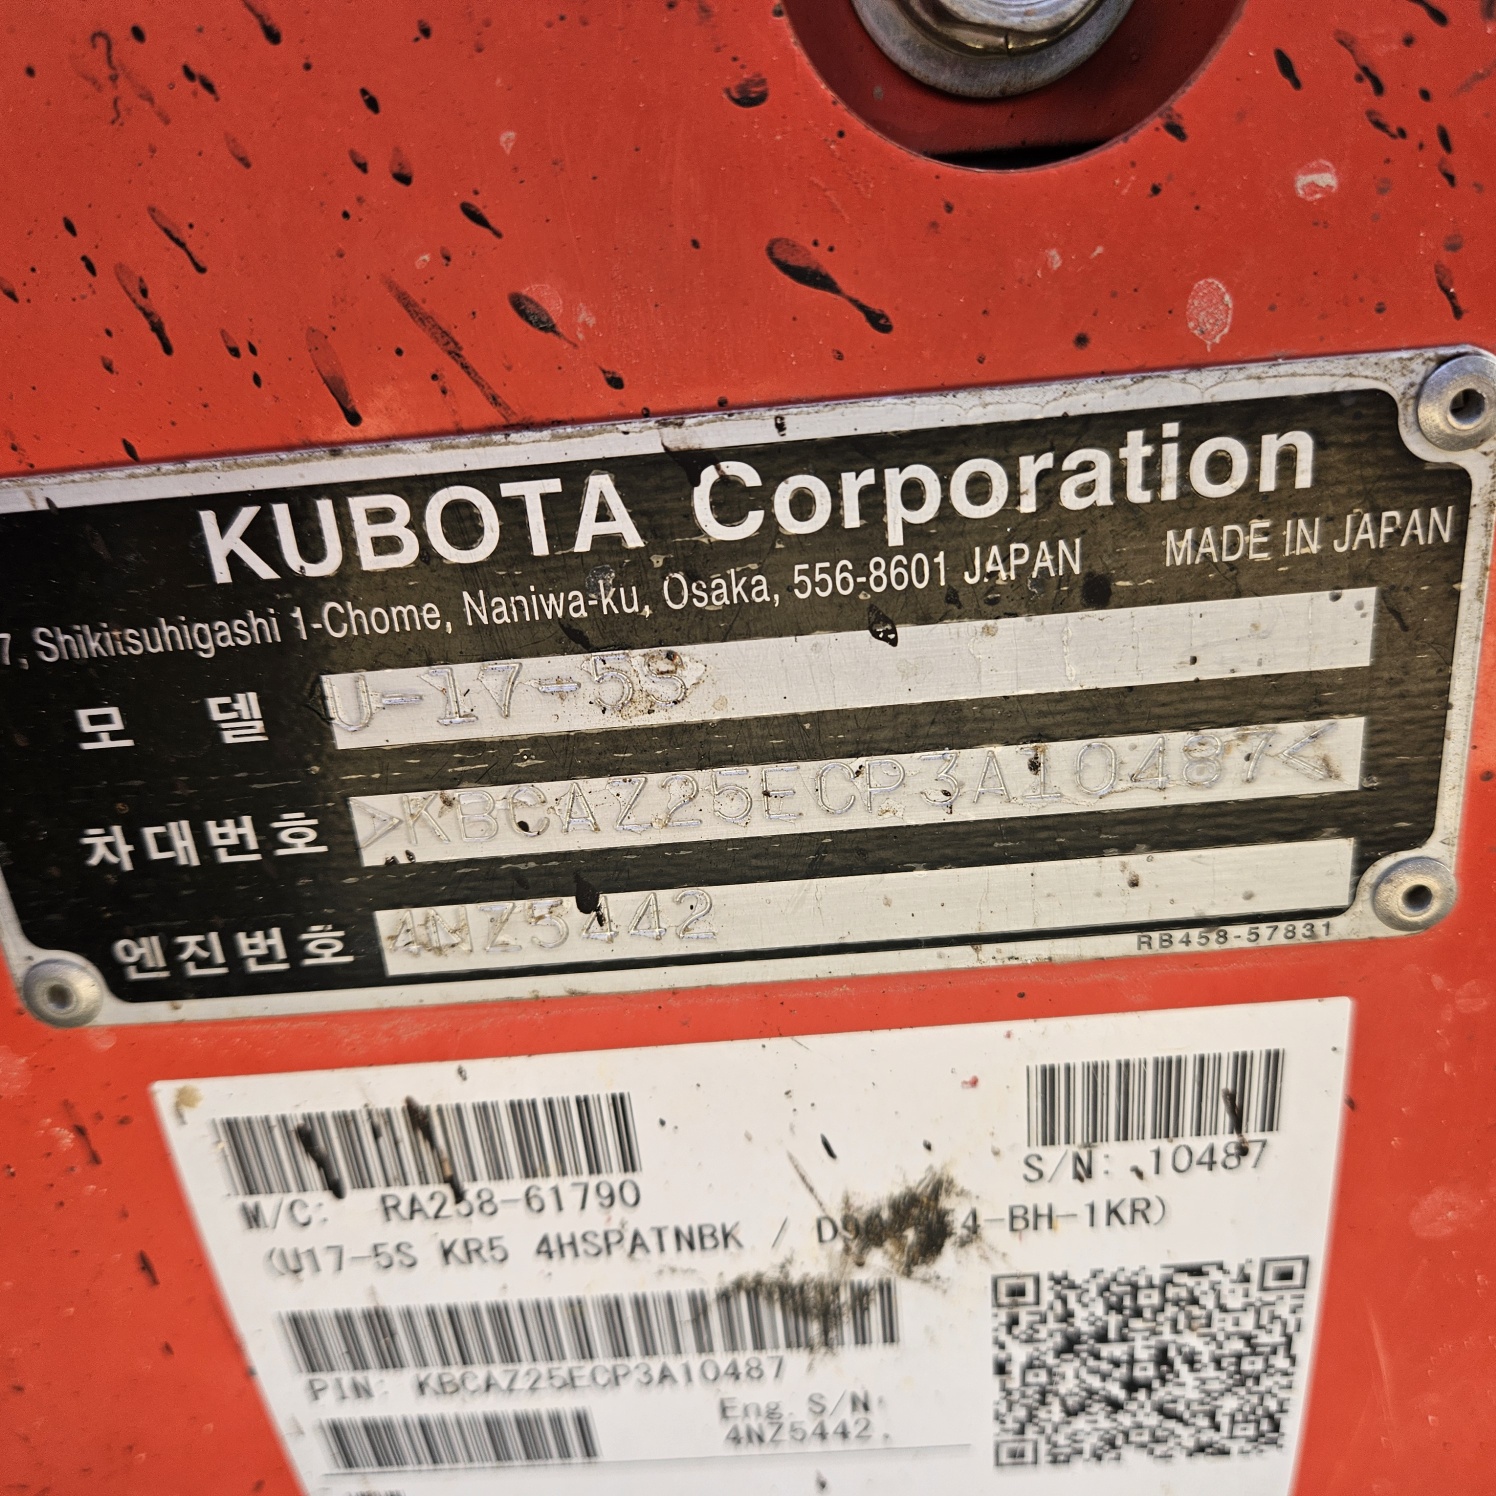 KUBOTA Corporation
7, Shikitsuhigashi 1-Chome, Naniwa-ku, Osaka, 556-8601 JAPAN MADE IN JAPAN
모 델 U-17-5S
차대번호 >KBCAZ25ECP3A10487<
엔진번호 4NZ5442
RB458-57831
S/N: 10487
M/C: RA258-61790
(U17-5S KR5 4HSPATNBK / -BH-1KR)
PIN: KBCAZ25ECP3A10487
Eng. S/N:
4NZ5442